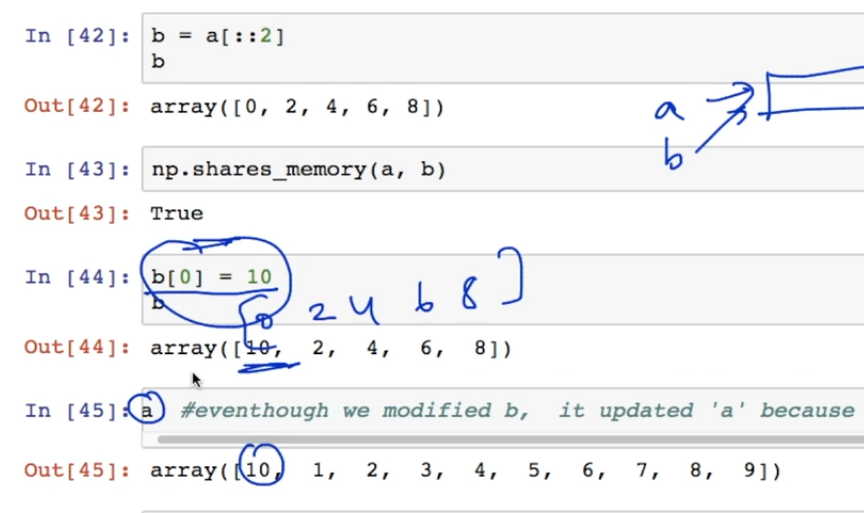 In [42]: b = a[::2]
b
Out[42]: array([0, 2, 4, 6, 8])
a
b
In [43]: np.shares_memory(a, b)
Out[43]: True
In [44]: b[0] = 10
b
[0 2 4 6 8]
Out[44]: array([10, 2, 4, 6, 8])
In [45]: a #eventhough we modified b, it updated 'a' because
Out[45]: array([10, 1, 2, 3, 4, 5, 6, 7, 8, 9])